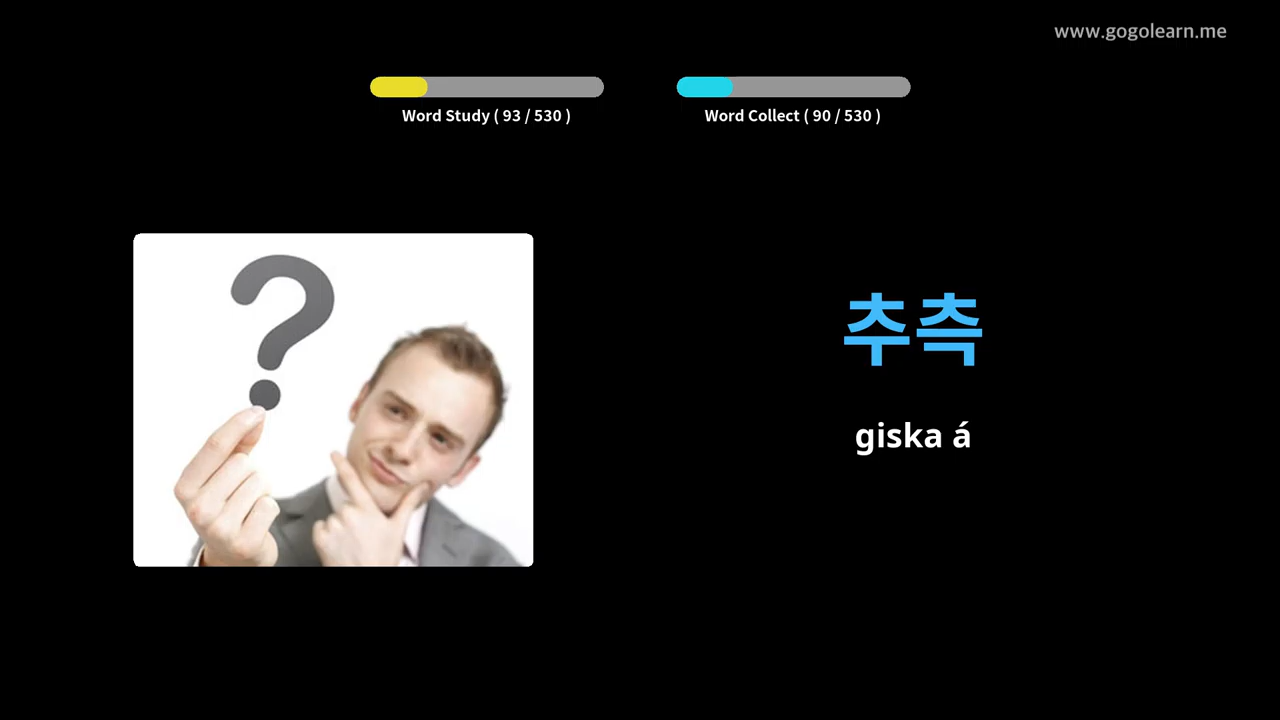 www.gogolearn.me
Word Study ( 93 / 530 )
Word Collect ( 90 / 530 )
추측
giska á